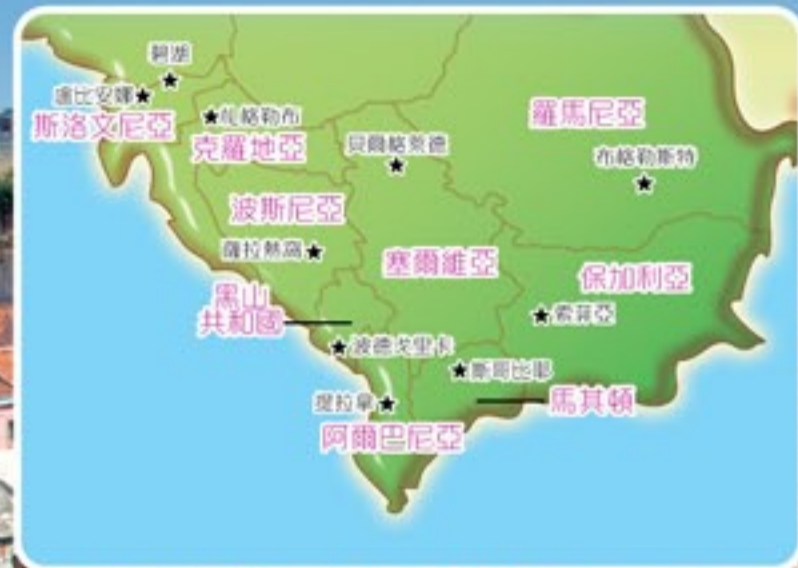 碧湖
盧比安娜
斯洛文尼亞
札格勒布
克羅地亞
羅馬尼亞
貝爾格萊德
布格勒斯特
波斯尼亞
薩拉熱窩
塞爾維亞
保加利亞
黑山
共和國
索菲亞
波德戈里卡
斯哥比耶
提拉拿
馬其頓
阿爾巴尼亞